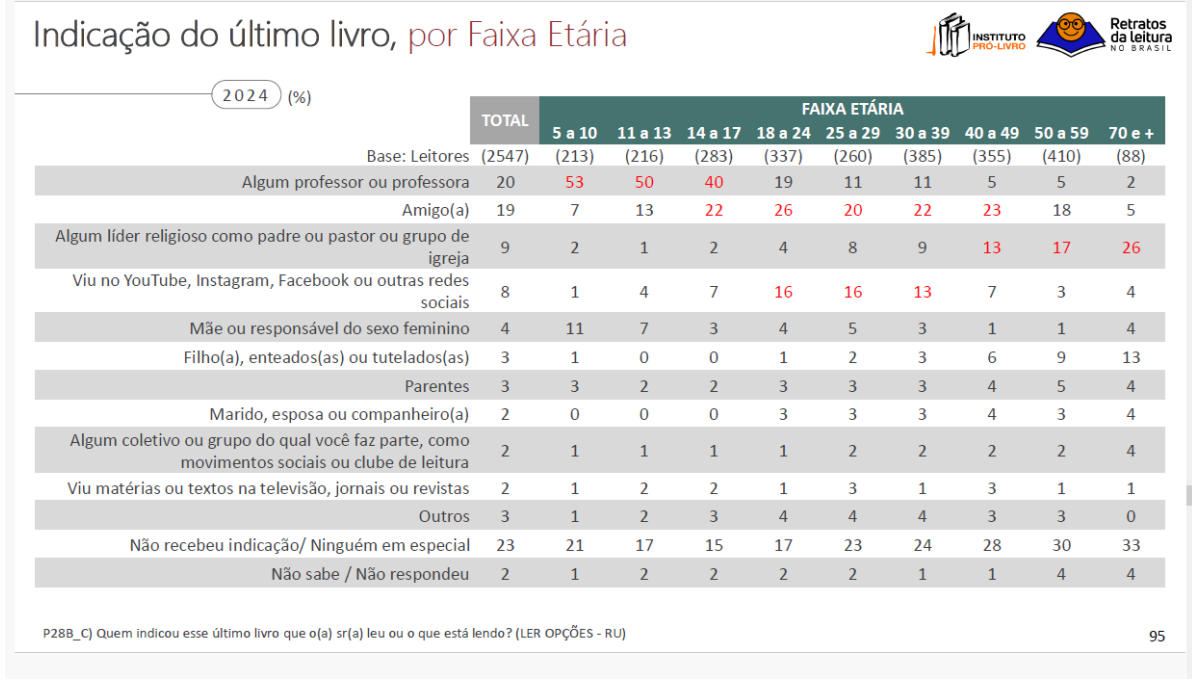 Indicação do último livro, por Faixa Etária
INSTITUTO
PRÓ-LIVRO
Retratos
da leitura
NO BRASIL
2024 (%)
TOTAL
FAIXA ETÁRIA
5 a 10 11 a 13 14 a 17 18 a 24 25 a 29 30 a 39 40 a 49 50 a 59 70 e +
Base: Leitores (2547) (213) (216) (283) (337) (260) (385) (355) (410) (88)
Algum professor ou professora 20 53 50 40 19 11 11 5 5 2
Amigo(a) 19 7 13 22 26 20 22 23 18 5
Algum líder religioso como padre ou pastor ou grupo de
igreja 9 2 1 2 4 8 9 13 17 26
Viu no YouTube, Instagram, Facebook ou outras redes
sociais 8 1 4 7 16 16 13 7 3 4
Mãe ou responsável do sexo feminino 4 11 7 3 4 5 3 1 1 4
Filho(a), enteados(as) ou tutelados(as) 3 1 0 0 1 2 3 6 9 13
Parentes 3 3 2 2 3 3 3 4 5 4
Marido, esposa ou companheiro(a) 2 0 0 0 3 3 3 4 3 4
Algum coletivo ou grupo do qual você faz parte, como
movimentos sociais ou clube de leitura 2 1 1 1 1 2 2 2 2 4
Viu matérias ou textos na televisão, jornais ou revistas 2 1 2 2 1 3 1 3 1 1
Outros 3 1 2 3 4 4 4 3 3 0
Não recebeu indicação/ Ninguém em especial 23 21 17 15 17 23 24 28 30 33
Não sabe / Não respondeu 2 1 2 2 2 2 1 1 4 4
P28B_C) Quem indicou esse último livro que o(a) sr(a) leu ou o que está lendo? (LER OPÇÕES - RU)
95